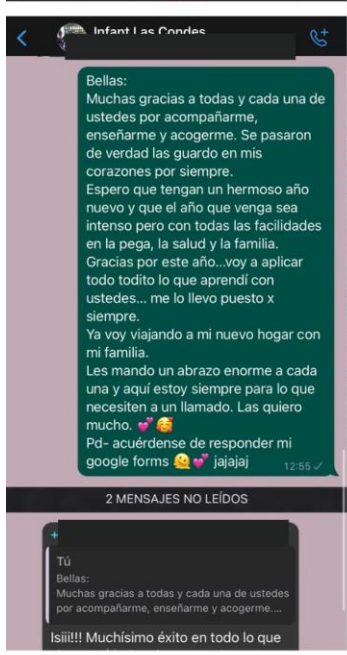 Infant Las Condes
Bellas:
Muchas gracias a todas y cada una de
ustedes por acompañarme,
enseñarme y acogerme. Se pasaron
de verdad las guardo en mis
corazones por siempre.
Espero que tengan un hermoso año
nuevo y que el año que venga sea
intenso pero con todas las facilidades
en la pega, la salud y la familia.
Gracias por este año...voy a aplicar
todo todito lo que aprendí con
ustedes... me lo llevo puesto x
siempre.
Ya voy viajando a mi nuevo hogar con
mi familia.
Les mando un abrazo enorme a cada
una y aquí estoy siempre para lo que
necesiten a un llamado. Las quiero
mucho. 💕🥰
Pd- acuérdense de responder mi
google forms 🫠💕 jajajaj
12:55
2 MENSAJES NO LEÍDOS
+
Tú
Bellas:
Muchas gracias a todas y cada una de ustedes
por acompañarme, enseñarme y acogerme....
Isiii!!! Muchísimo éxito en todo lo que